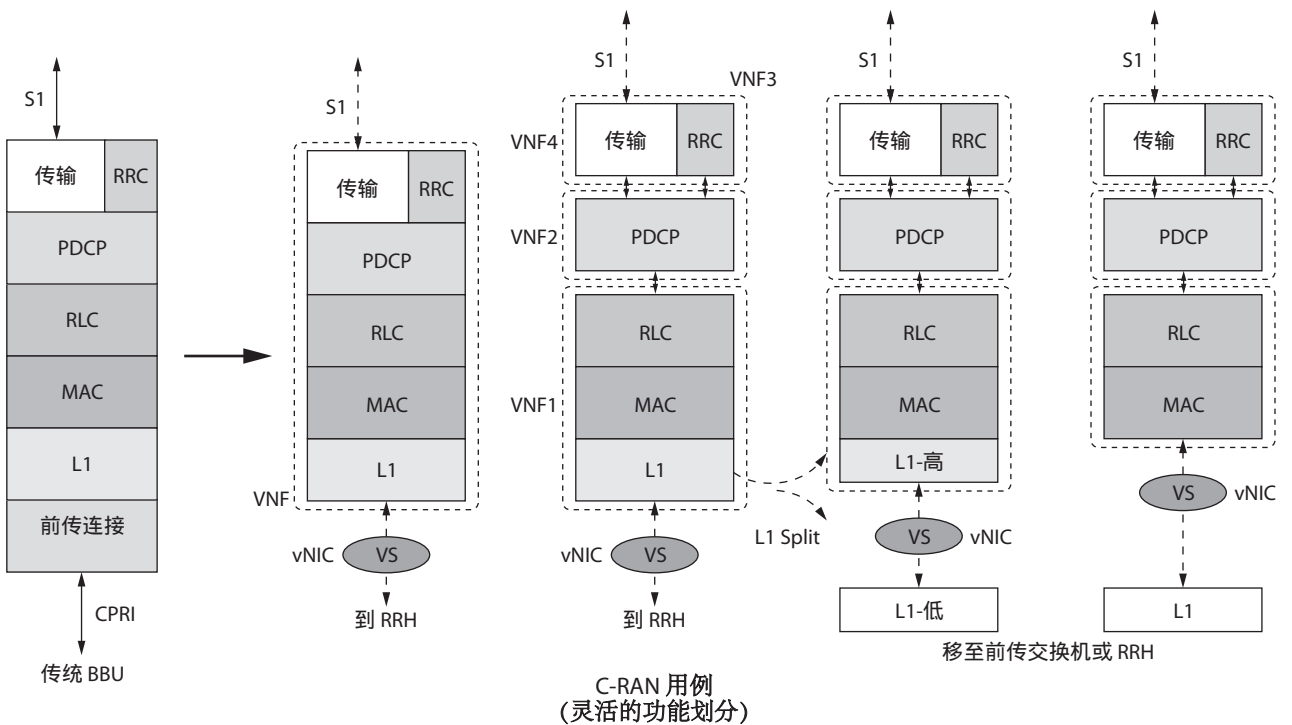 S1
传输
RRC
PDCP
RLC
MAC
L1
前传连接
CPRI
传统 BBU
S1
传输
RRC
PDCP
RLC
MAC
L1
VNF
vNIC
VS
到 RRH
S1
VNF3
VNF4
传输
RRC
VNF2
PDCP
RLC
VNF1
MAC
L1
L1 Split
vNIC
VS
到 RRH
S1
传输
RRC
PDCP
RLC
MAC
L1-高
VS
vNIC
L1-低
S1
传输
RRC
PDCP
RLC
MAC
VS
vNIC
L1
移至前传交换机或 RRH
C-RAN 用例
(灵活的功能划分)